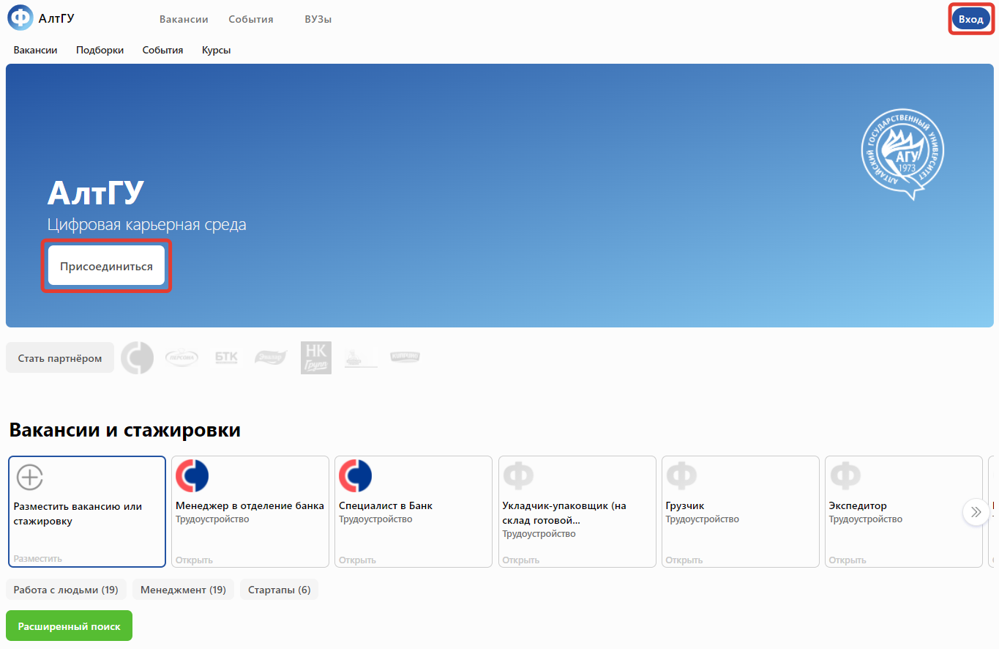 АлтГУ
Вакансии События ВУЗы
Вход
Вакансии Подборки События Курсы
АЛТАЙСКИЙ ГОСУДАРСТВЕННЫЙ УНИВЕРСИТЕТ
АГУ
1973
АлтГУ
Цифровая карьерная среда
Присоединиться
Стать партнёром
БТК
НК
Групп
Вакансии и стажировки
Разместить вакансию или
стажировку
Разместить
Менеджер в отделение банка
Трудоустройство
Открыть
Специалист в Банк
Трудоустройство
Открыть
Укладчик-упаковщик (на
склад готовой...
Трудоустройство
Открыть
Грузчик
Трудоустройство
Открыть
Экспедитор
Трудоустройство
Открыть
Работа с людьми (19) Менеджмент (19) Стартапы (6)
Расширенный поиск